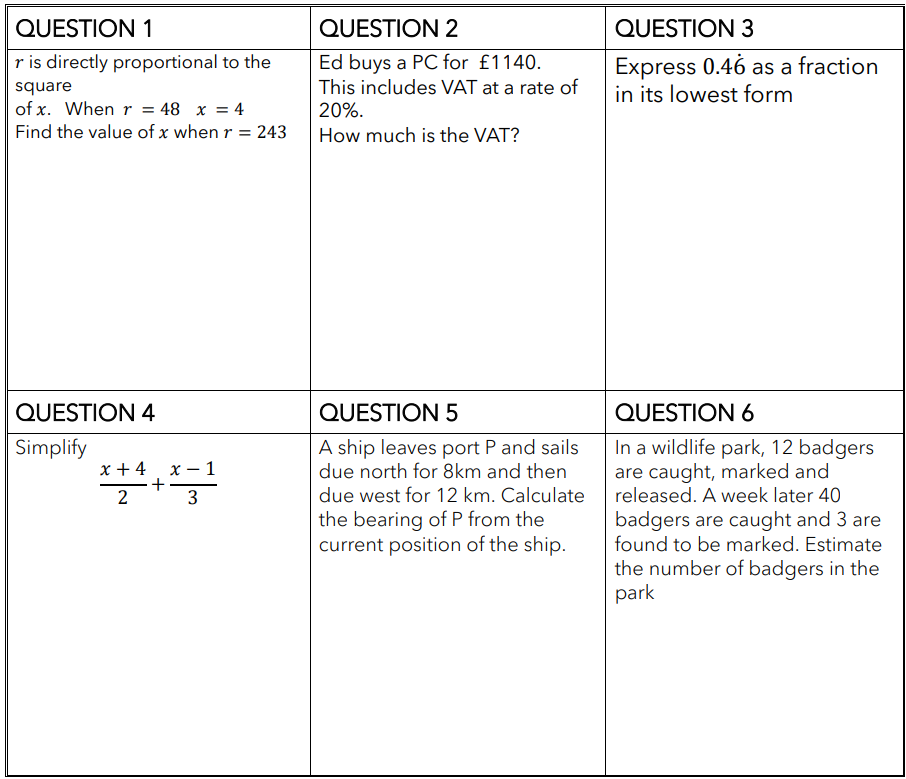 QUESTION 1
r is directly proportional to the
square
of x. When r = 48 x = 4
Find the value of x when r = 243
QUESTION 2
Ed buys a PC for £1140.
This includes VAT at a rate of
20%.
How much is the VAT?
QUESTION 3
Express 0.46̇ as a fraction
in its lowest form
QUESTION 4
Simplify
x + 4 / 2 + x − 1 / 3
QUESTION 5
A ship leaves port P and sails
due north for 8km and then
due west for 12 km. Calculate
the bearing of P from the
current position of the ship.
QUESTION 6
In a wildlife park, 12 badgers
are caught, marked and
released. A week later 40
badgers are caught and 3 are
found to be marked. Estimate
the number of badgers in the
park